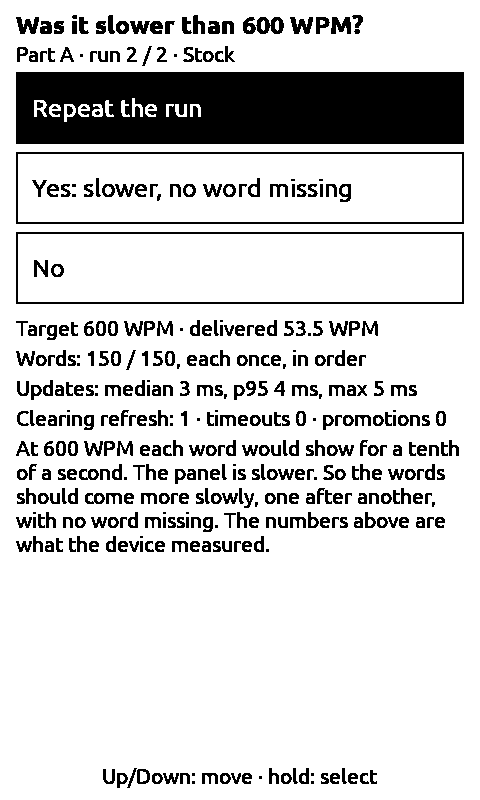 Was it slower than 600 WPM?
Part A · run 2 / 2 · Stock
Repeat the run
Yes: slower, no word missing
No
Target 600 WPM · delivered 53.5 WPM
Words: 150 / 150, each once, in order
Updates: median 3 ms, p95 4 ms, max 5 ms
Clearing refresh: 1 · timeouts 0 · promotions 0
At 600 WPM each word would show for a tenth
of a second. The panel is slower. So the words
should come more slowly, one after another,
with no word missing. The numbers above are
what the device measured.
Up/Down: move · hold: select